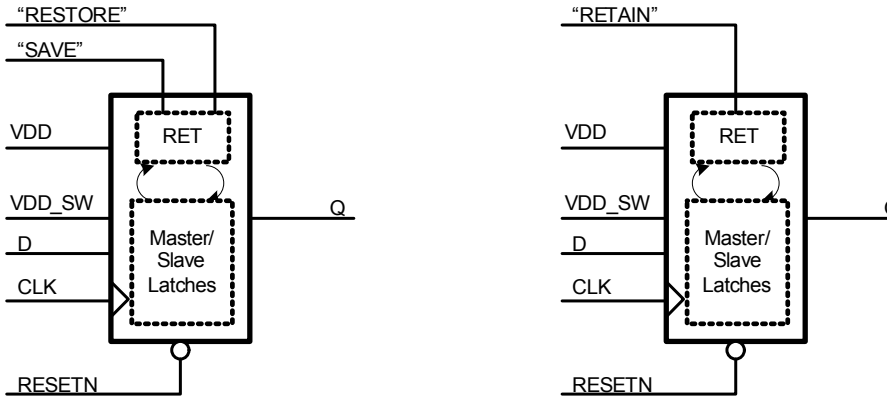 “RESTORE”
“SAVE”
VDD
RET
VDD_SW
Q
D
Master/
Slave
Latches
CLK
RESETN
“RETAIN”
VDD
RET
VDD_SW
D
Master/
Slave
Latches
CLK
RESETN